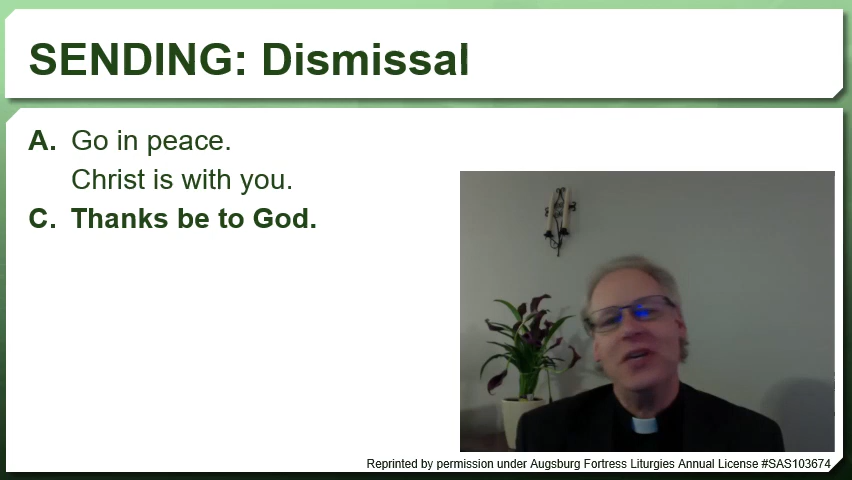 SENDING: Dismissal
A. Go in peace.
Christ is with you.
C. Thanks be to God.
Reprinted by permission under Augsburg Fortress Liturgies Annual License #SAS103674